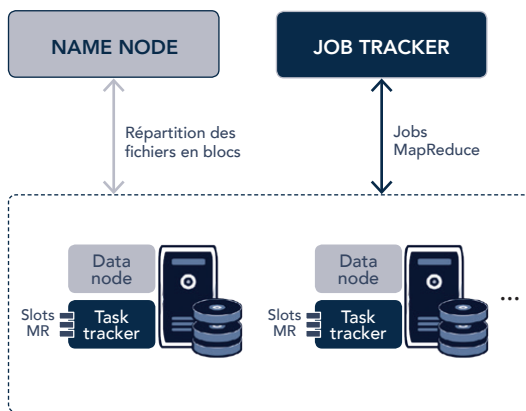 NAME NODE
JOB TRACKER
Répartition des
fichiers en blocs
Jobs
MapReduce
Data
node
Slots
MR
Task
tracker
Data
node
Slots
MR
Task
tracker
...